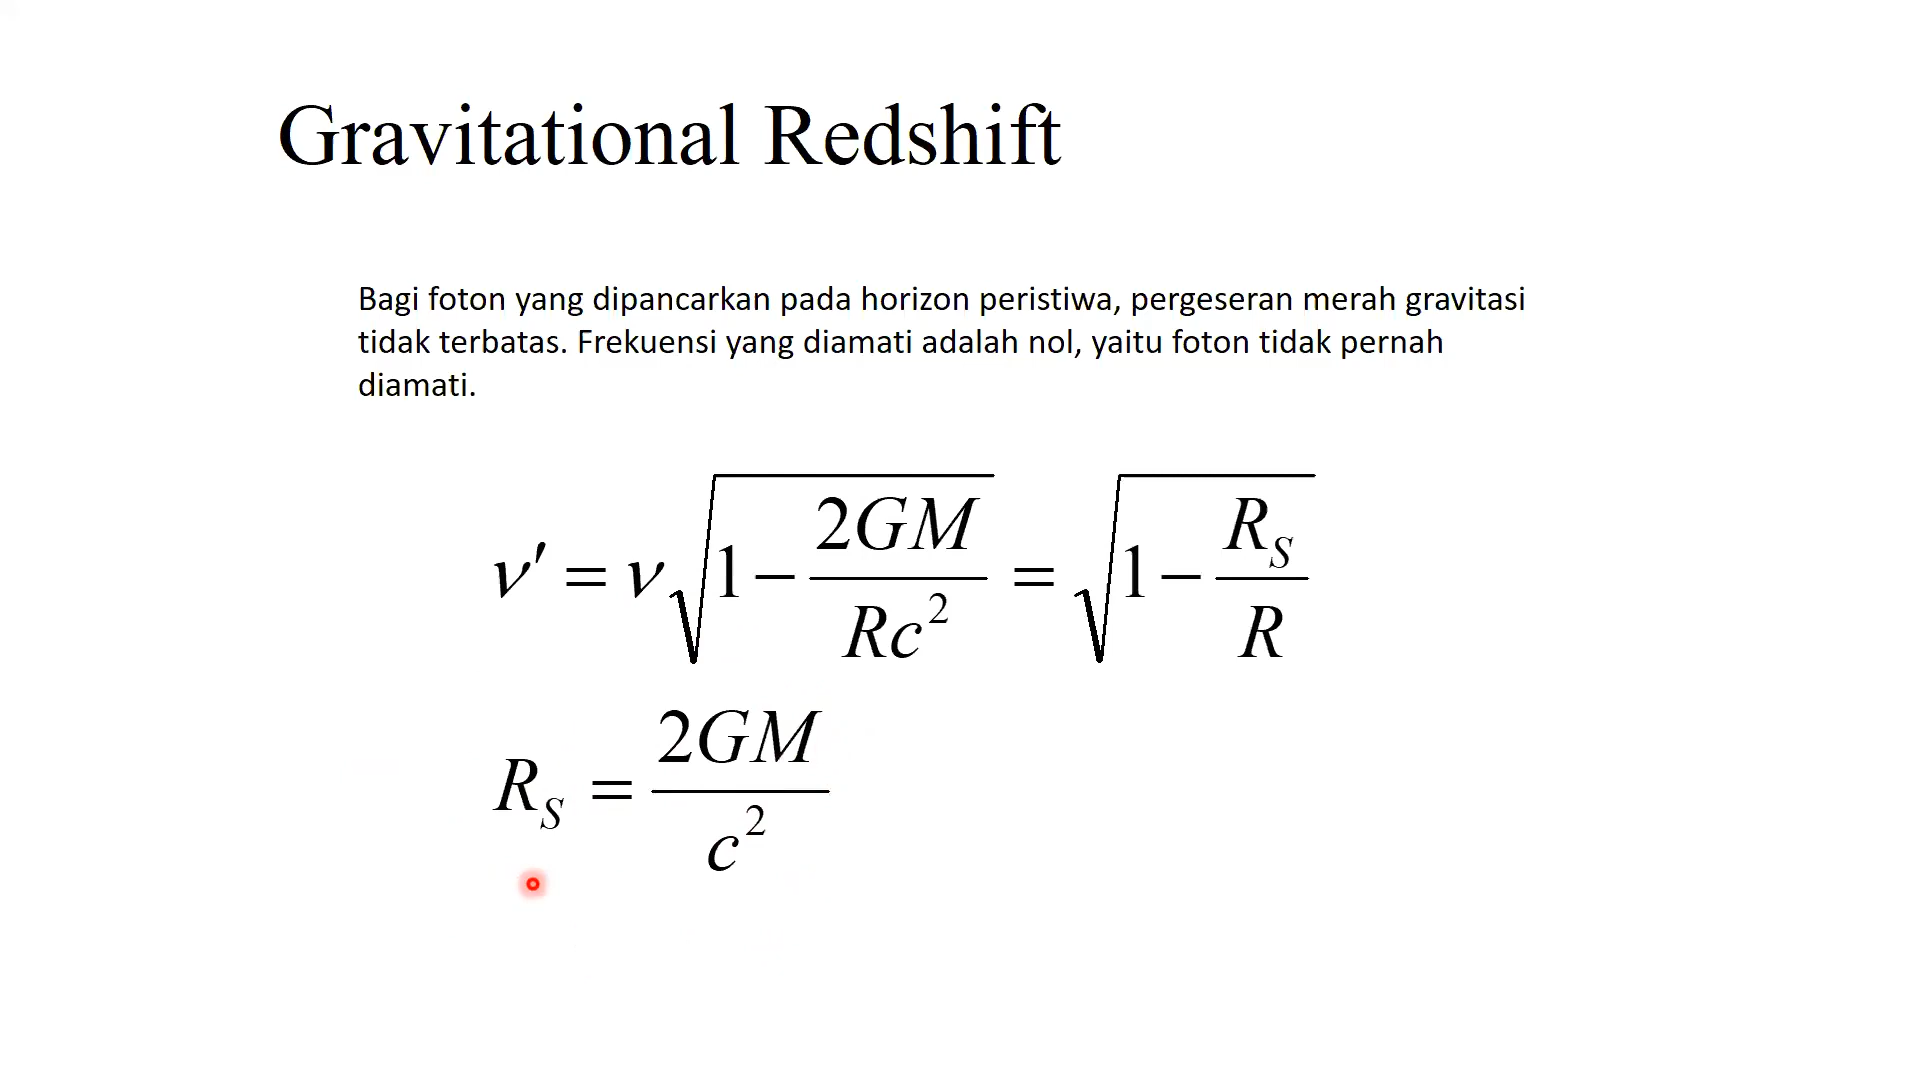 Gravitational Redshift
Bagi foton yang dipancarkan pada horizon peristiwa, pergeseran merah gravitasi
tidak terbatas. Frekuensi yang diamati adalah nol, yaitu foton tidak pernah
diamati.
ν' = ν√(1 − 2GM/Rc²) = √(1 − R_S/R)
R_S = 2GM/c²